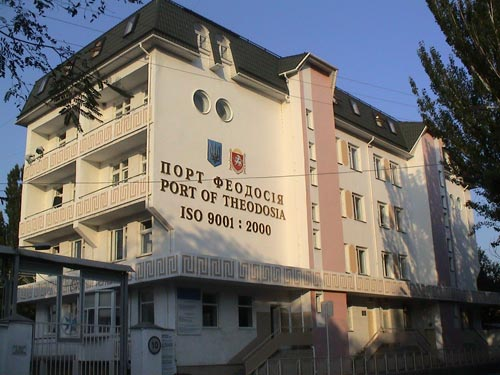 ПОРТ ФЕОДОСІЯ
PORT OF THEODOSIA
ISO 9001 : 2000